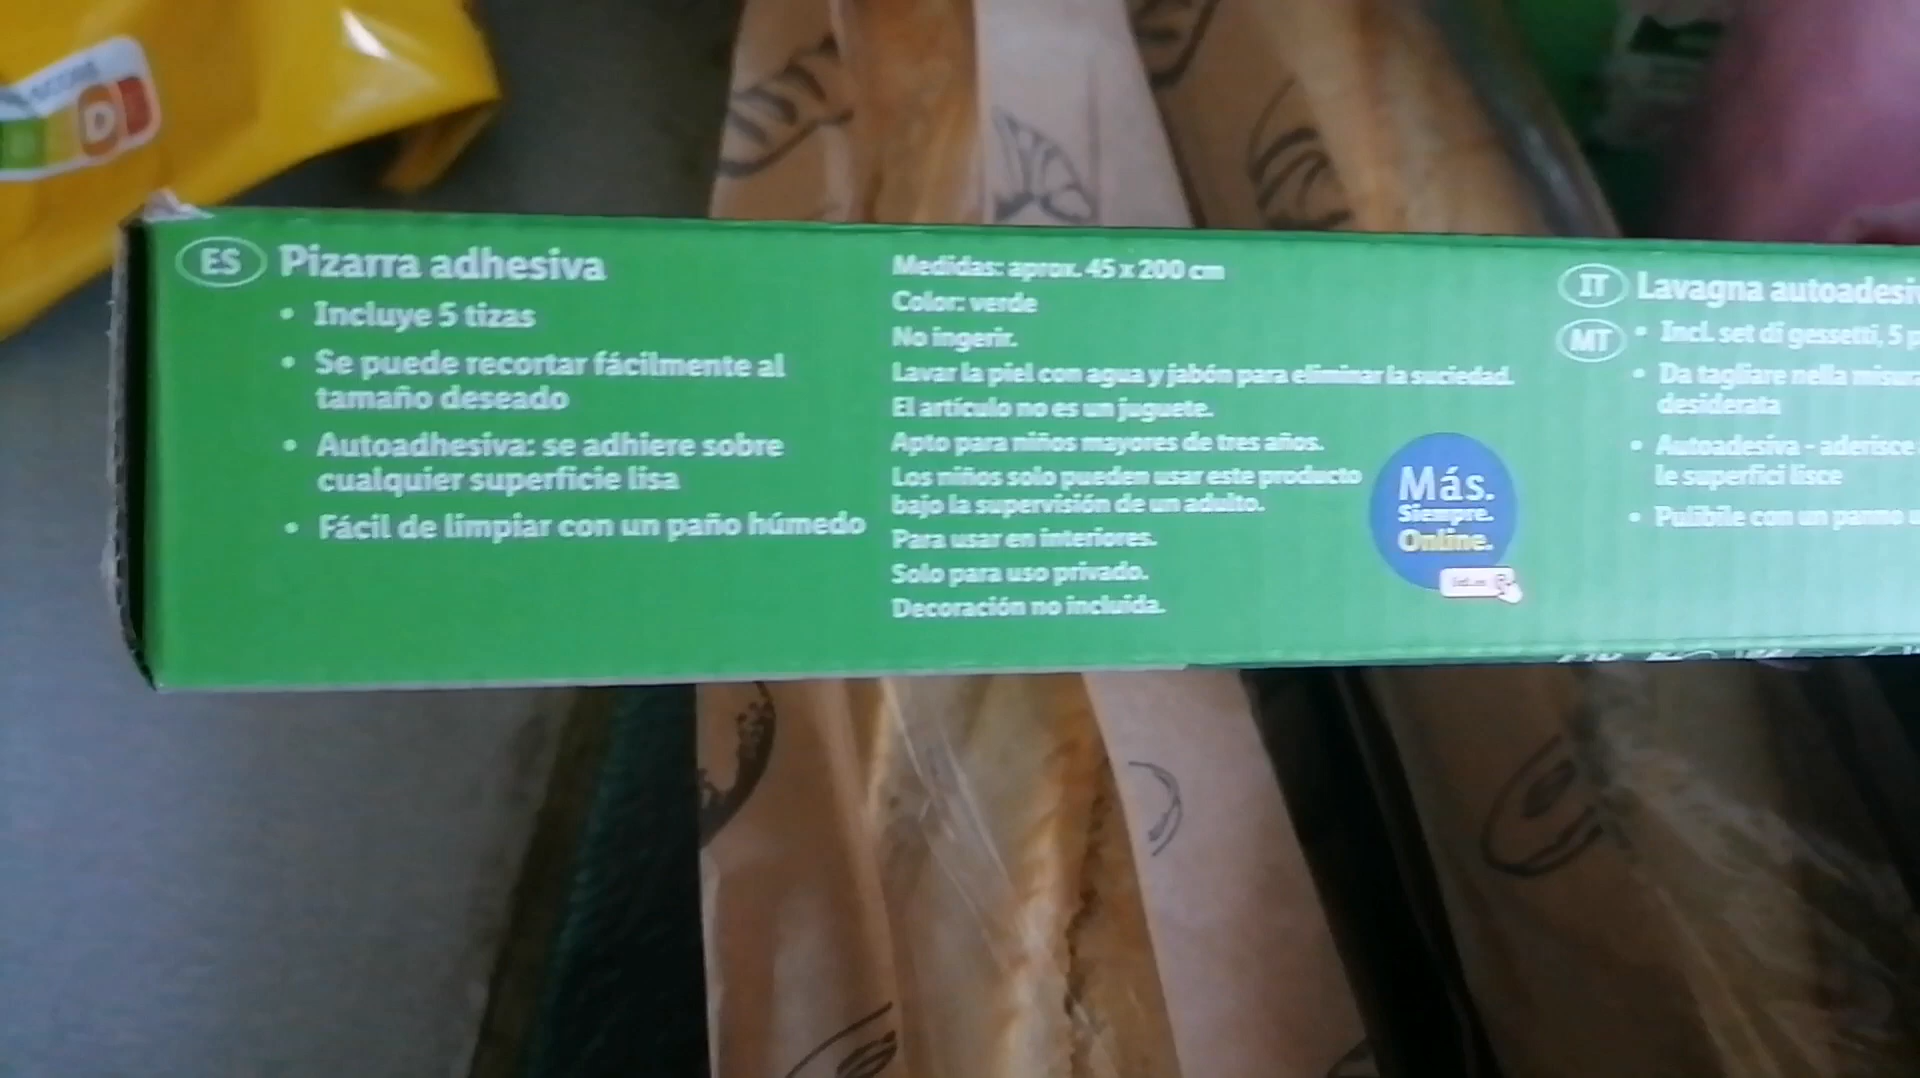 D
ES Pizarra adhesiva
• Incluye 5 tizas
• Se puede recortar fácilmente al
tamaño deseado
• Autoadhesiva: se adhiere sobre
cualquier superficie lisa
• Fácil de limpiar con un paño húmedo
Medidas: aprox. 45 x 200 cm
Color: verde
No ingerir.
Lavar la piel con agua y jabón para eliminar la suciedad.
El artículo no es un juguete.
Apto para niños mayores de tres años.
Los niños solo pueden usar este producto
bajo la supervisión de un adulto.
Para usar en interiores.
Solo para uso privado.
Decoración no incluida.
Más.
Siempre.
Online.
IT Lavagna autoadesiv
MT • Incl. set di gessetti, 5 p
• Da tagliare nella misura
desiderata
• Autoadesiva - aderisce
le superfici lisce
• Pulibile con un panno u